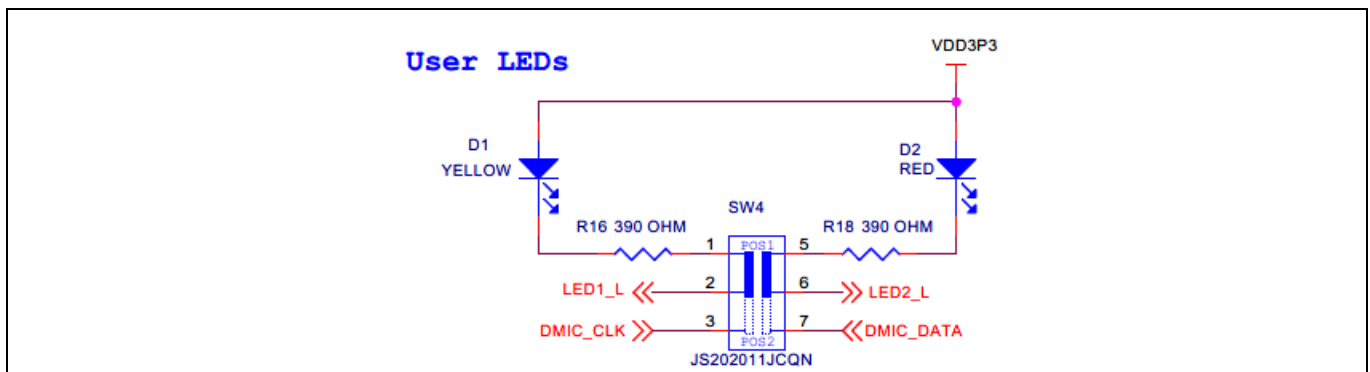 User LEDs
VDD3P3
D1
YELLOW
D2
RED
SW4
R16 390 OHM
R18 390 OHM
1 POS1 5
LED1_L 2 6 LED2_L
DMIC_CLK 3 7 DMIC_DATA
POS2
JS202011JCQN